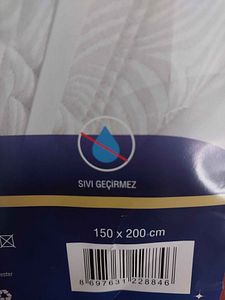 SIVI GEÇİRMEZ
150 x 200 cm
8 697631 228846